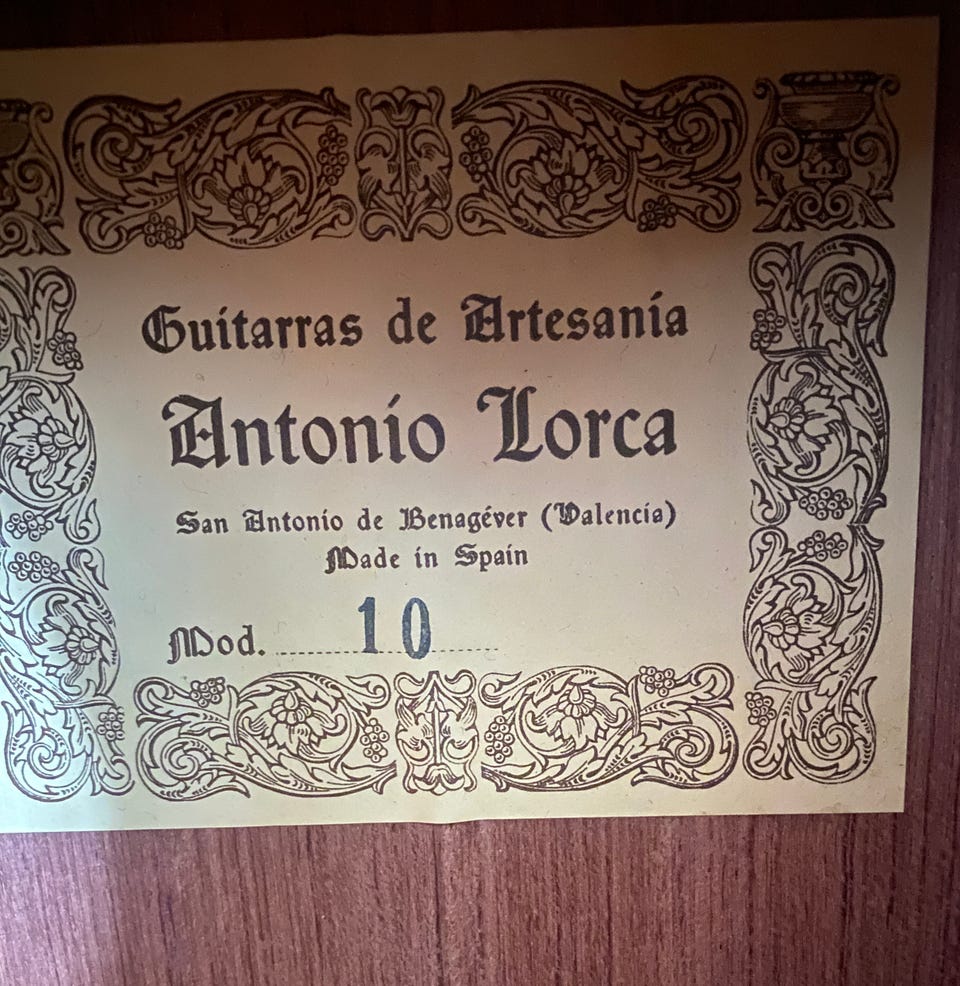 Guitarras de Artesanía
Antonio Lorca
San Antonio de Benagéver (Valencia)
Made in Spain
Mod. 10